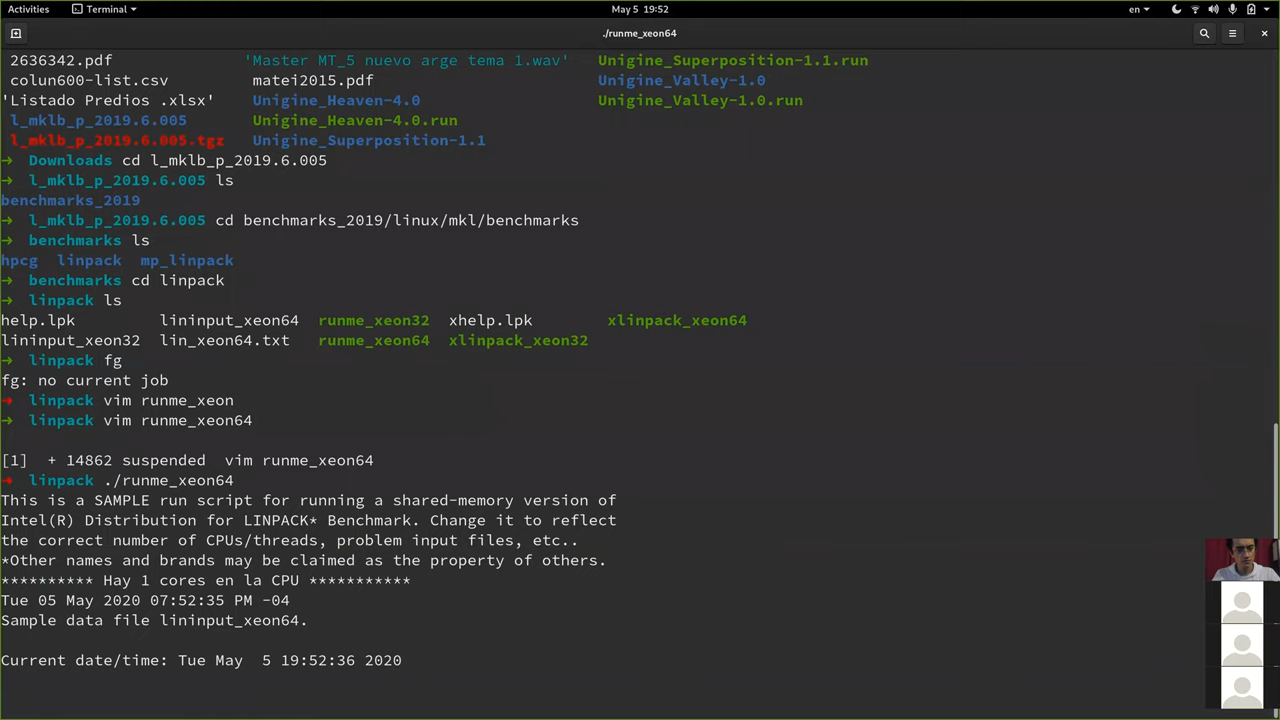 Activities Terminal May 5 19:52 en
./runme_xeon64
2636342.pdf 'Master MT_5 nuevo arge tema 1.wav' Unigine_Superposition-1.1.run
colun600-list.csv matei2015.pdf Unigine_Valley-1.0
'Listado Predios .xlsx' Unigine_Heaven-4.0 Unigine_Valley-1.0.run
l_mklb_p_2019.6.005 Unigine_Heaven-4.0.run
l_mklb_p_2019.6.005.tgz Unigine_Superposition-1.1
→ Downloads cd l_mklb_p_2019.6.005
→ l_mklb_p_2019.6.005 ls
benchmarks_2019
→ l_mklb_p_2019.6.005 cd benchmarks_2019/linux/mkl/benchmarks
→ benchmarks ls
hpcg linpack mp_linpack
→ benchmarks cd linpack
→ linpack ls
help.lpk lininput_xeon64 runme_xeon32 xhelp.lpk xlinpack_xeon64
lininput_xeon32 lin_xeon64.txt runme_xeon64 xlinpack_xeon32
→ linpack fg
fg: no current job
→ linpack vim runme_xeon
→ linpack vim runme_xeon64
[1] + 14862 suspended vim runme_xeon64
→ linpack ./runme_xeon64
This is a SAMPLE run script for running a shared-memory version of
Intel(R) Distribution for LINPACK* Benchmark. Change it to reflect
the correct number of CPUs/threads, problem input files, etc..
*Other names and brands may be claimed as the property of others.
********** Hay 1 cores en la CPU ***********
Tue 05 May 2020 07:52:35 PM -04
Sample data file lininput_xeon64.
Current date/time: Tue May 5 19:52:36 2020